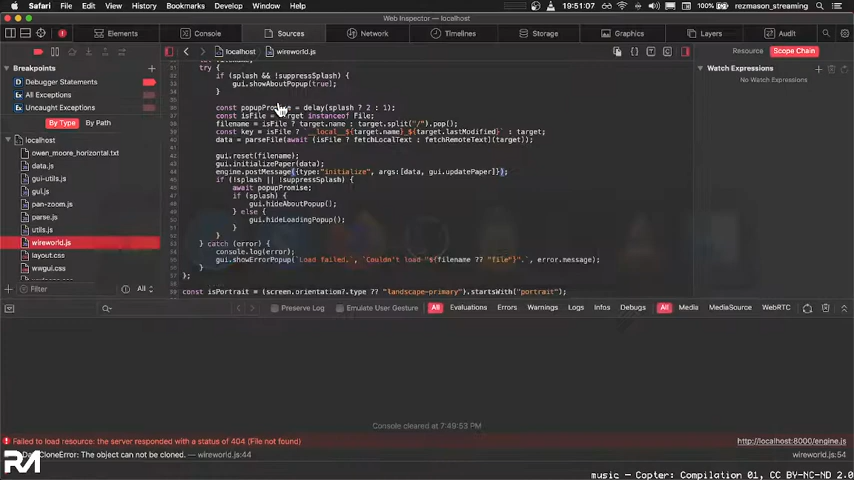 Safari File Edit View History Bookmarks Develop Window Help 100% 19:51:07 rezmason_streaming
Web Inspector — localhost
Elements Console Sources Network Timelines Storage Graphics Layers Audit
localhost wireworld.js Resource Scope Chain
Breakpoints
Debugger Statements
All Exceptions
Uncaught Exceptions
By Type By Path
localhost
owen_moore_horizontal.txt
data.js
gui-utils.js
gui.js
pan-zoom.js
parse.js
utils.js
wireworld.js
layout.css
wwgui.css
Filter All
try {
if (splash && !suppressSplash) {
gui.showAboutPopup(true);
}
= delay(splash ? 2 : 1);
const isFile = target instanceof File;
filename = isFile ? target.name : target.split("/").pop();
const key = isFile ? `__local__${target.name}_${target.lastModified}` : target;
data = parseFile(await (isFile ? fetchLocalText : fetchRemoteText)(target));
gui.reset(filename);
gui.initializePaper(data);
engine.postMessage({type:"initialize", args:[data, gui.updatePaper]});
if (!splash || !suppressSplash) {
await popupPromise;
if (splash) {
gui.hideAboutPopup();
} else {
gui.hideLoadingPopup();
}
}
} catch (error) {
console.log(error);
gui.showErrorPopup(`Load failed.`, `Couldn't load "${filename ?? "file"}".`, error.message);
}
};
const isPortrait = (screen.orientation?.type ?? "landscape-primary").startsWith("portrait");
Watch Expressions
No Watch Expressions
Preserve Log Emulate User Gesture All Evaluations Errors Warnings Logs Infos Debugs All Media MediaSource WebRTC
Console cleared at 7:49:53 PM
Failed to load resource: the server responded with a status of 404 (File not found) http://localhost:8000/engine.js
CloneError: The object can not be cloned. — wireworld.js:44 wireworld.js:54
music - Copter: Compilation 01, CC BY-NC-ND 2.0